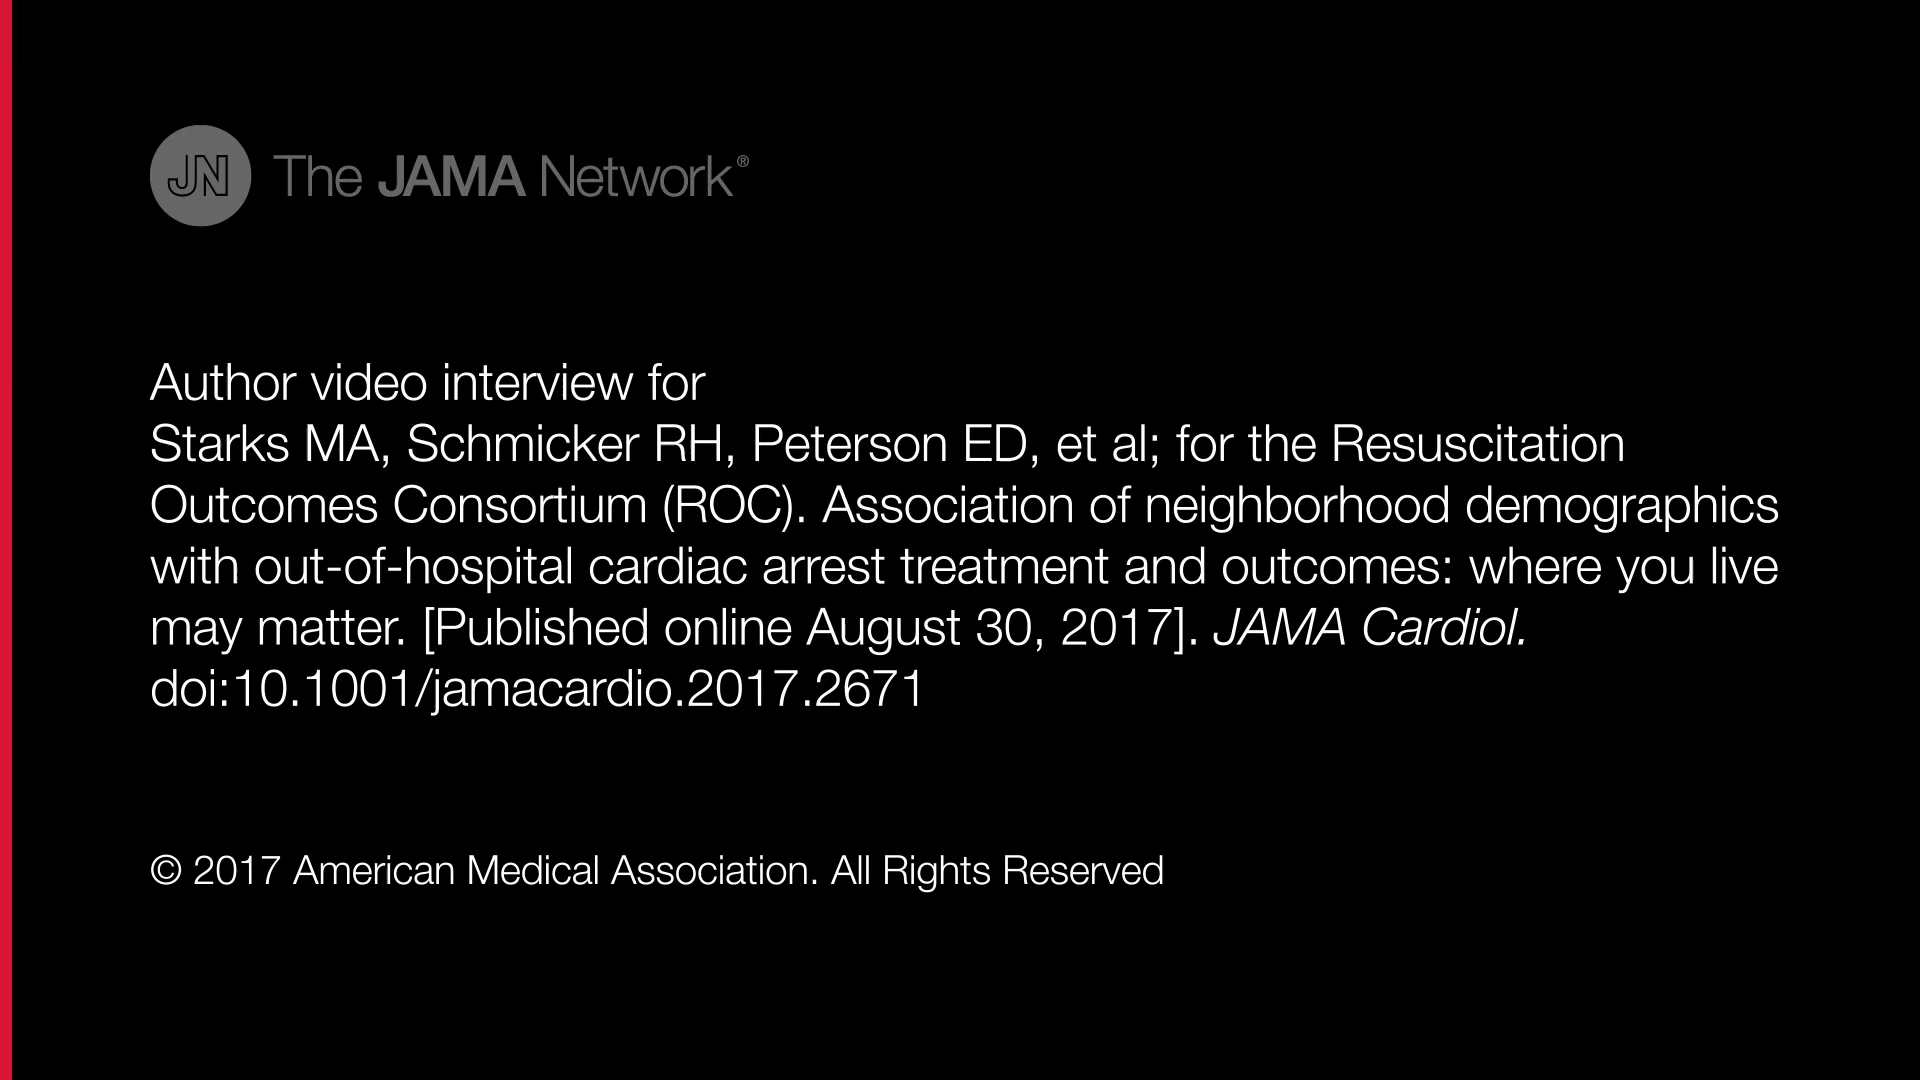 JN The JAMA Network®
Author video interview for
Starks MA, Schmicker RH, Peterson ED, et al; for the Resuscitation
Outcomes Consortium (ROC). Association of neighborhood demographics
with out-of-hospital cardiac arrest treatment and outcomes: where you live
may matter. [Published online August 30, 2017]. JAMA Cardiol.
doi:10.1001/jamacardio.2017.2671
© 2017 American Medical Association. All Rights Reserved